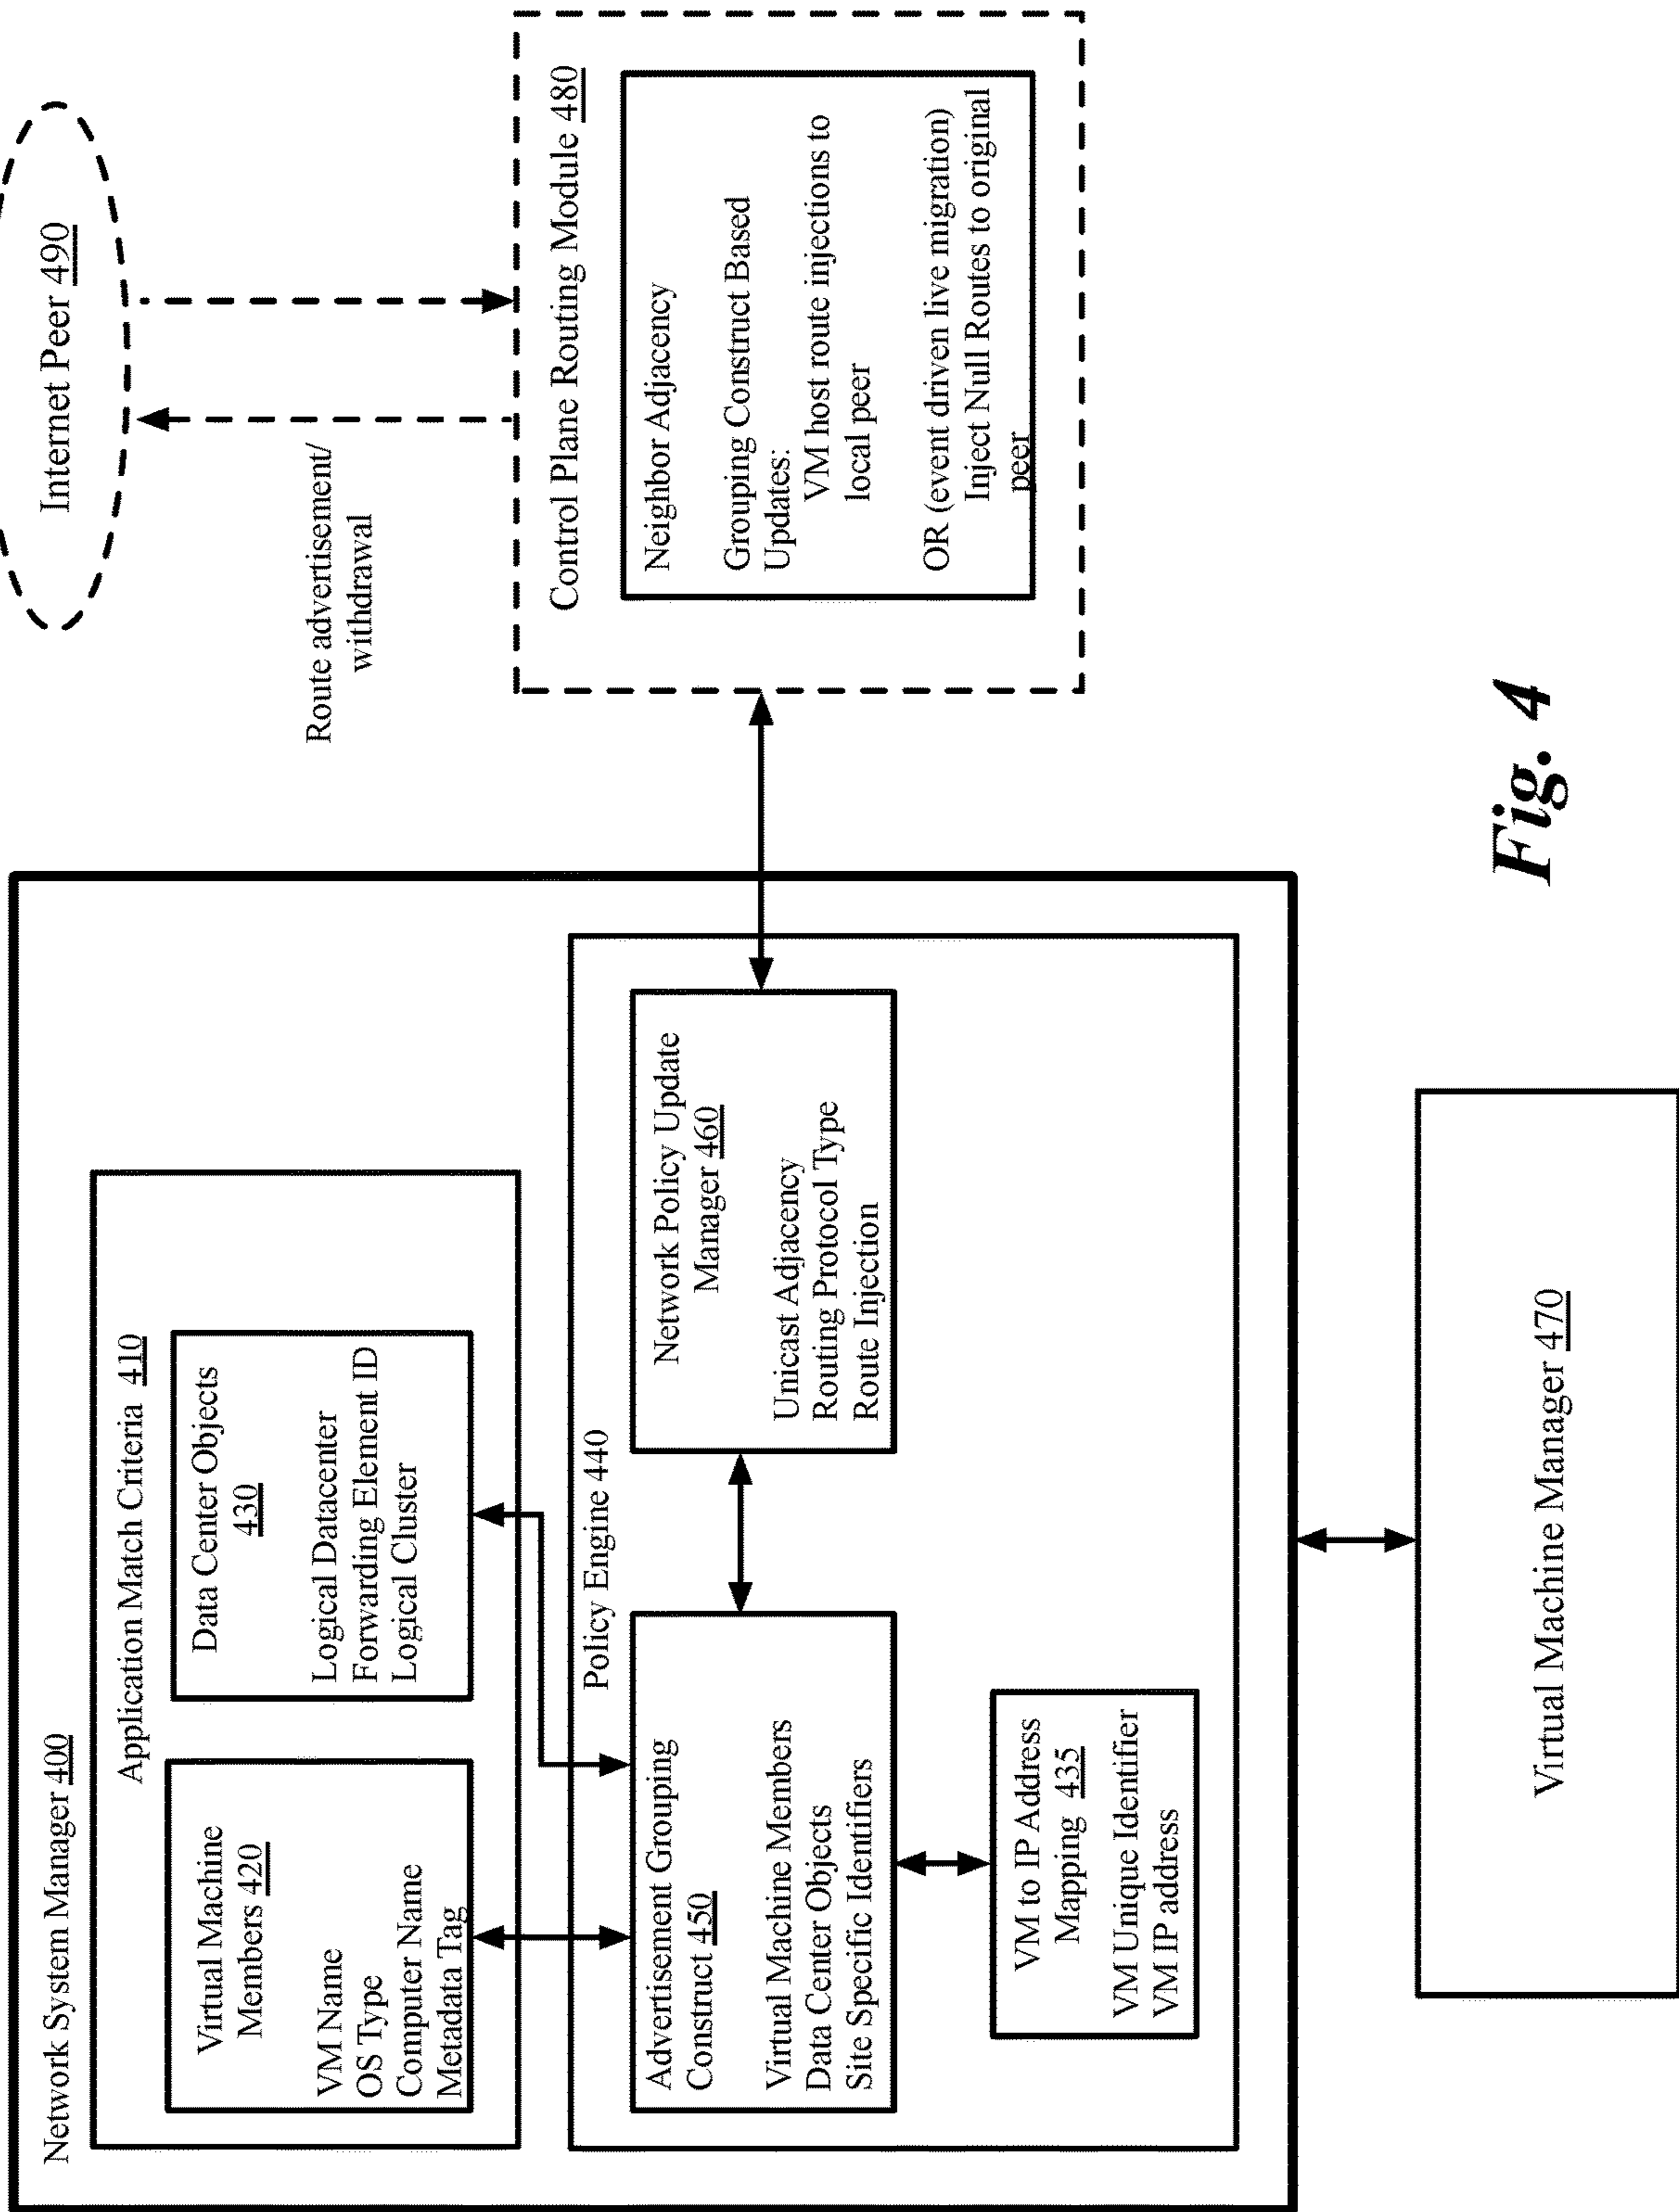 Network System Manager 400
Application Match Criteria 410
Virtual Machine
Members 420
VM Name
OS Type
Computer Name
Metadata Tag
Data Center Objects
430
Logical Datacenter
Forwarding Element ID
Logical Cluster
Policy Engine 440
Advertisement Grouping
Construct 450
Virtual Machine Members
Data Center Objects
Site Specific Identifiers
Network Policy Update
Manager 460
Unicast Adjacency
Routing Protocol Type
Route Injection
VM to IP Address
Mapping 435
VM Unique Identifier
VM IP address
Virtual Machine Manager 470
Internet Peer 490
Route advertisement/
withdrawal
Control Plane Routing Module 480
Neighbor Adjacency
Grouping Construct Based
Updates:
VM host route injections to
local peer
OR (event driven live migration)
Inject Null Routes to original
peer
Fig. 4